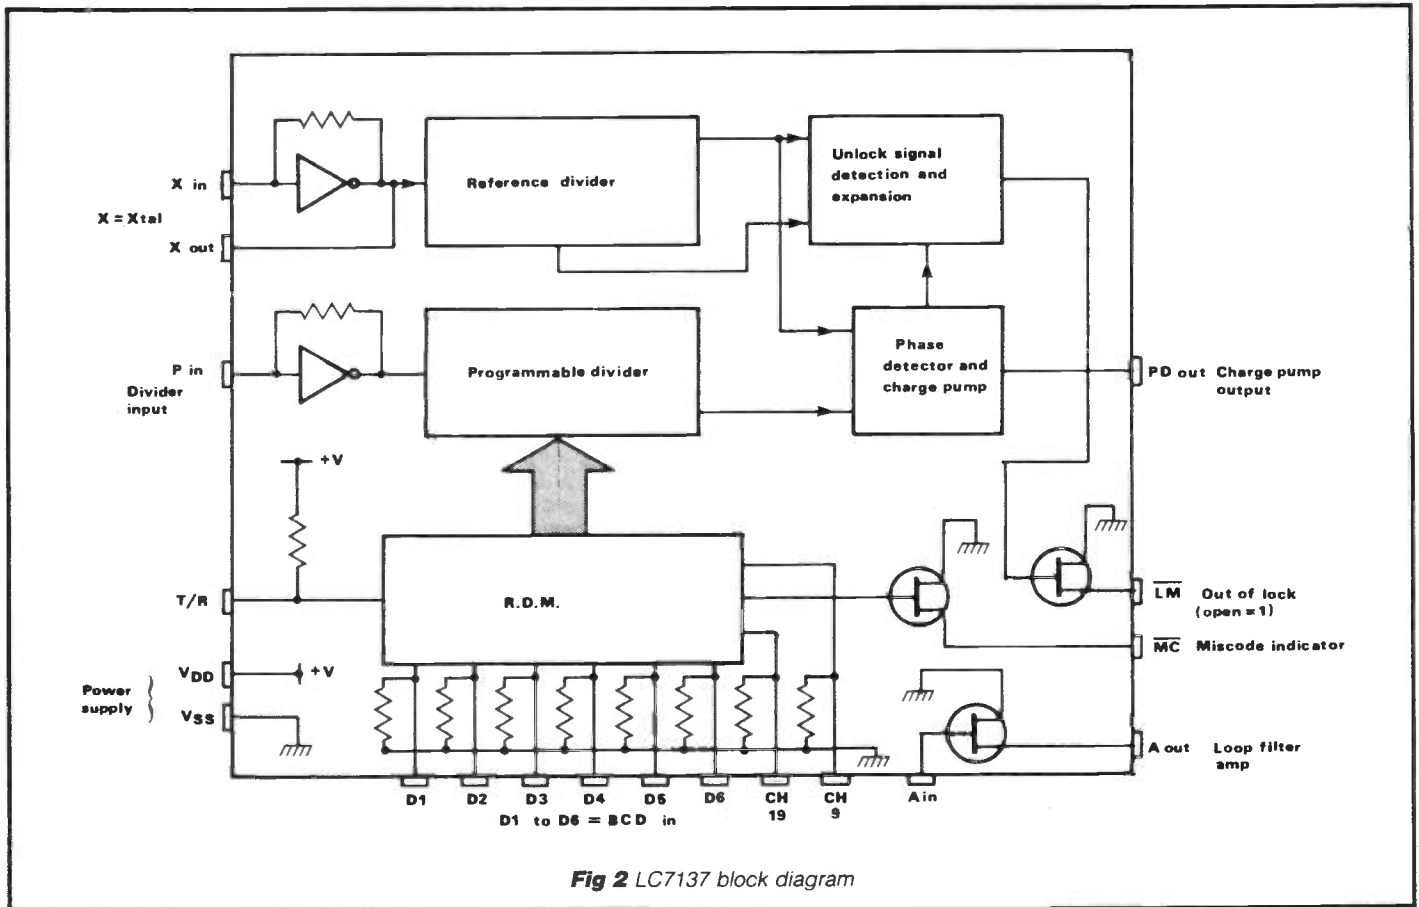 X in
X = Xtal
X out
Reference divider
Unlock signal
detection and
expansion
P in
Divider
input
Programmable divider
Phase
detector and
charge pump
PD out Charge pump
output
+V
T/R
R.D.M.
LM Out of lock
(open = 1)
MC Miscode indicator
VDD
+V
Power
supply
VSS
A out Loop filter
amp
D1
D2
D3
D4
D5
D6
CH
19
CH
9
A in
D1 to D6 = BCD in
Fig 2 LC7137 block diagram